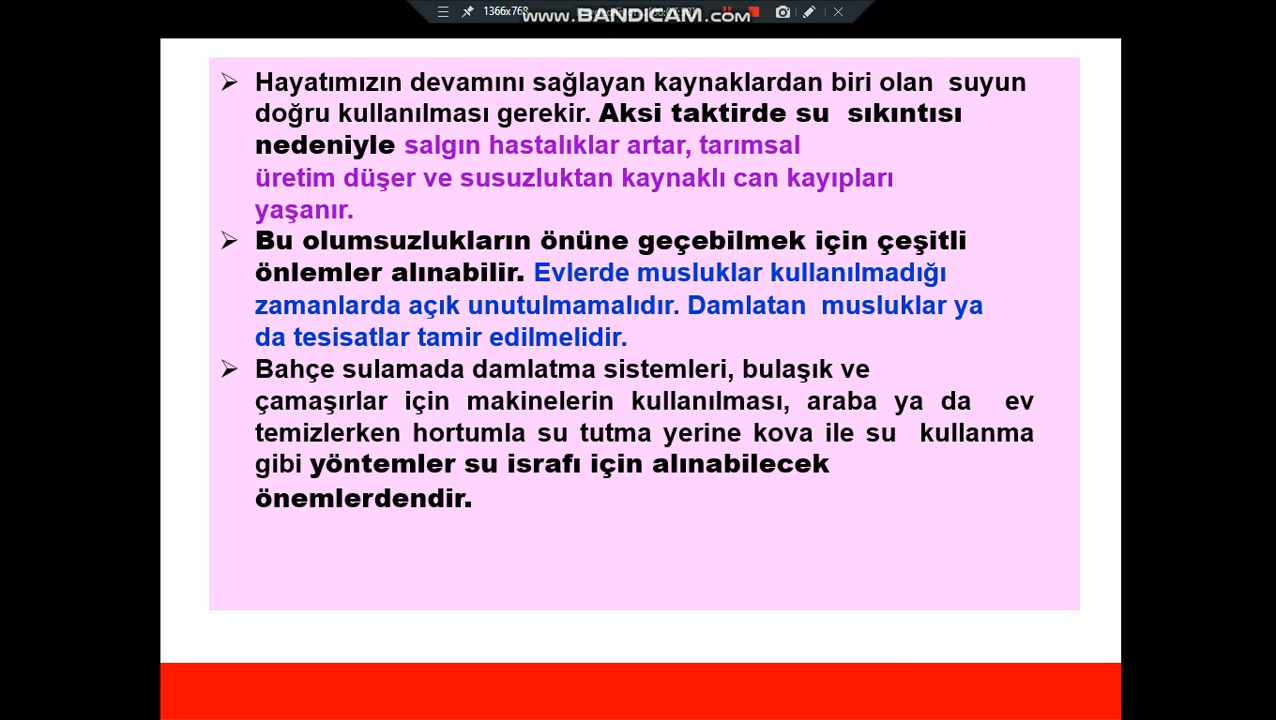 1366x768
www.BANDICAM.com
Hayatımızın devamını sağlayan kaynaklardan biri olan suyun
doğru kullanılması gerekir. Aksi taktirde su sıkıntısı
nedeniyle salgın hastalıklar artar, tarımsal
üretim düşer ve susuzluktan kaynaklı can kayıpları
yaşanır.
Bu olumsuzlukların önüne geçebilmek için çeşitli
önlemler alınabilir. Evlerde musluklar kullanılmadığı
zamanlarda açık unutulmamalıdır. Damlatan musluklar ya
da tesisatlar tamir edilmelidir.
Bahçe sulamada damlatma sistemleri, bulaşık ve
çamaşırlar için makinelerin kullanılması, araba ya da ev
temizlerken hortumla su tutma yerine kova ile su kullanma
gibi yöntemler su israfı için alınabilecek
önemlerdendir.